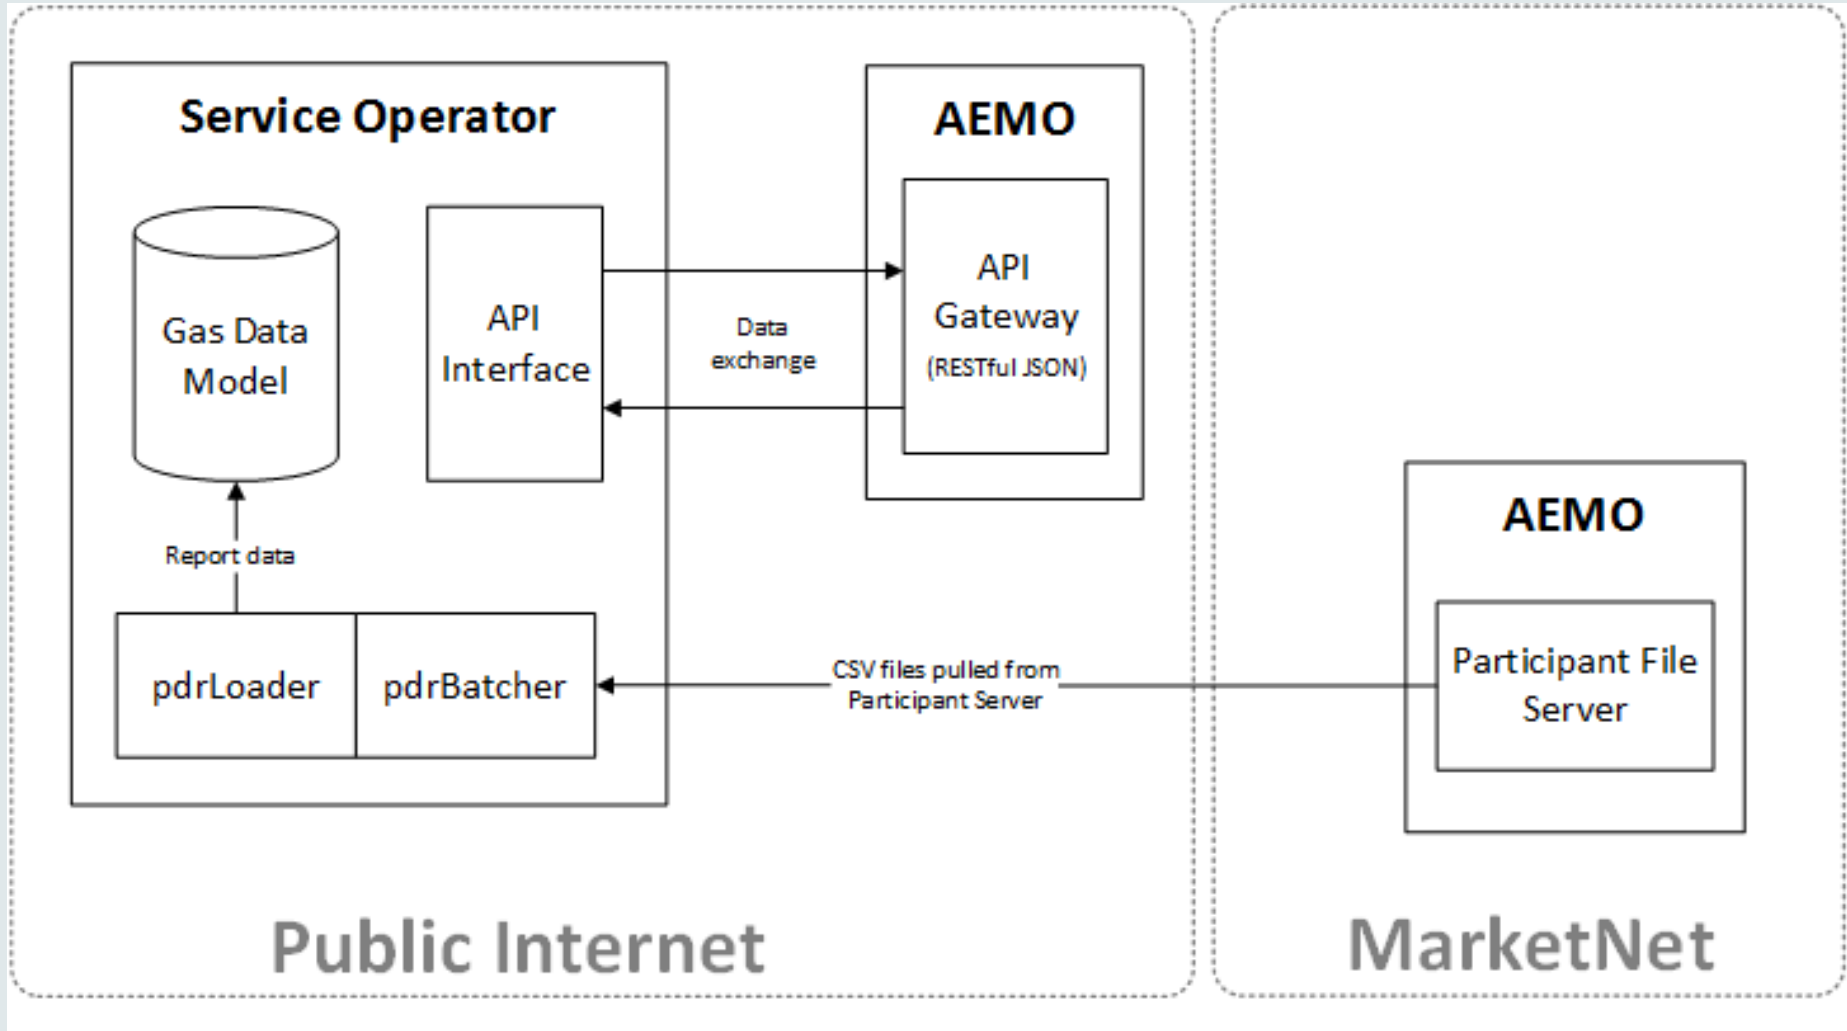 Service Operator
Gas Data
Model
API
Interface
Data
exchange
AEMO
API
Gateway
(RESTful JSON)
Report data
pdrLoader
pdrBatcher
CSV files pulled from
Participant Server
AEMO
Participant File
Server
Public Internet
MarketNet